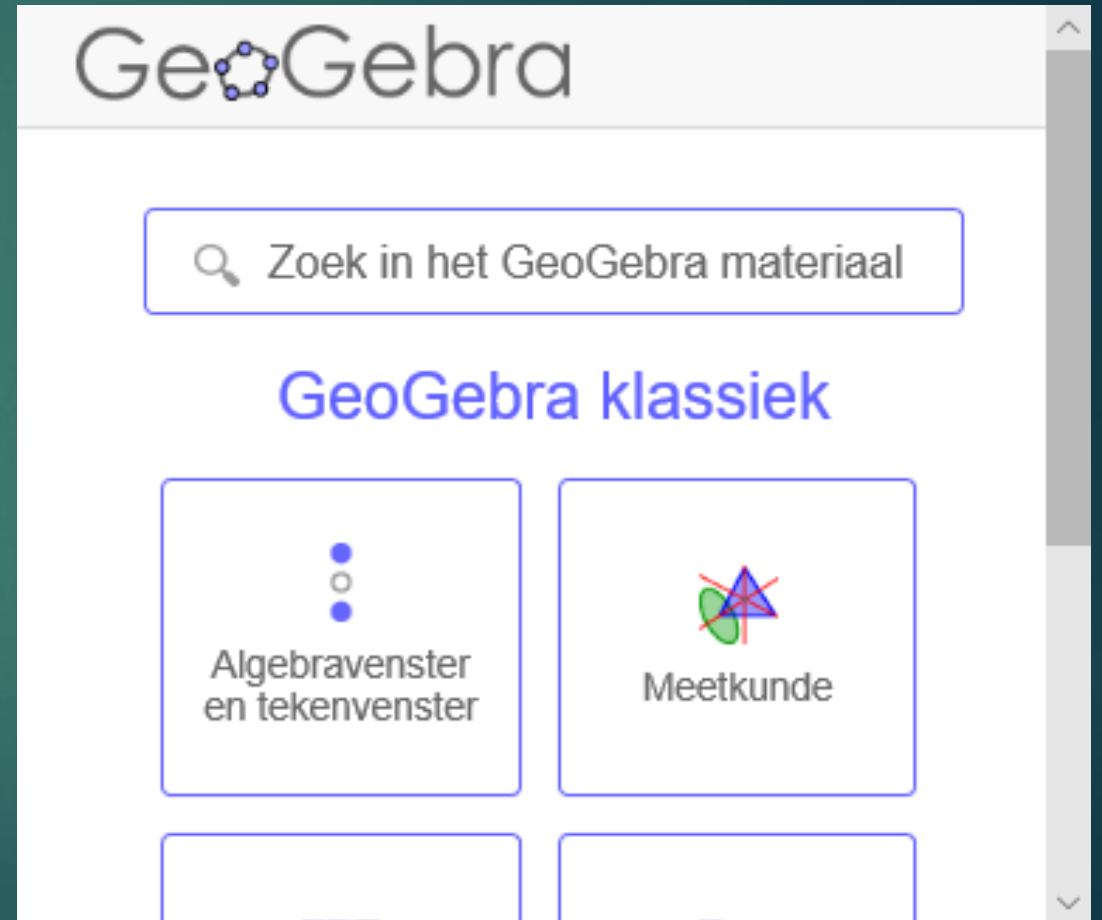 GeoGebra
Zoek in het GeoGebra materiaal
GeoGebra klassiek
Algebravenster
en tekenvenster
Meetkunde